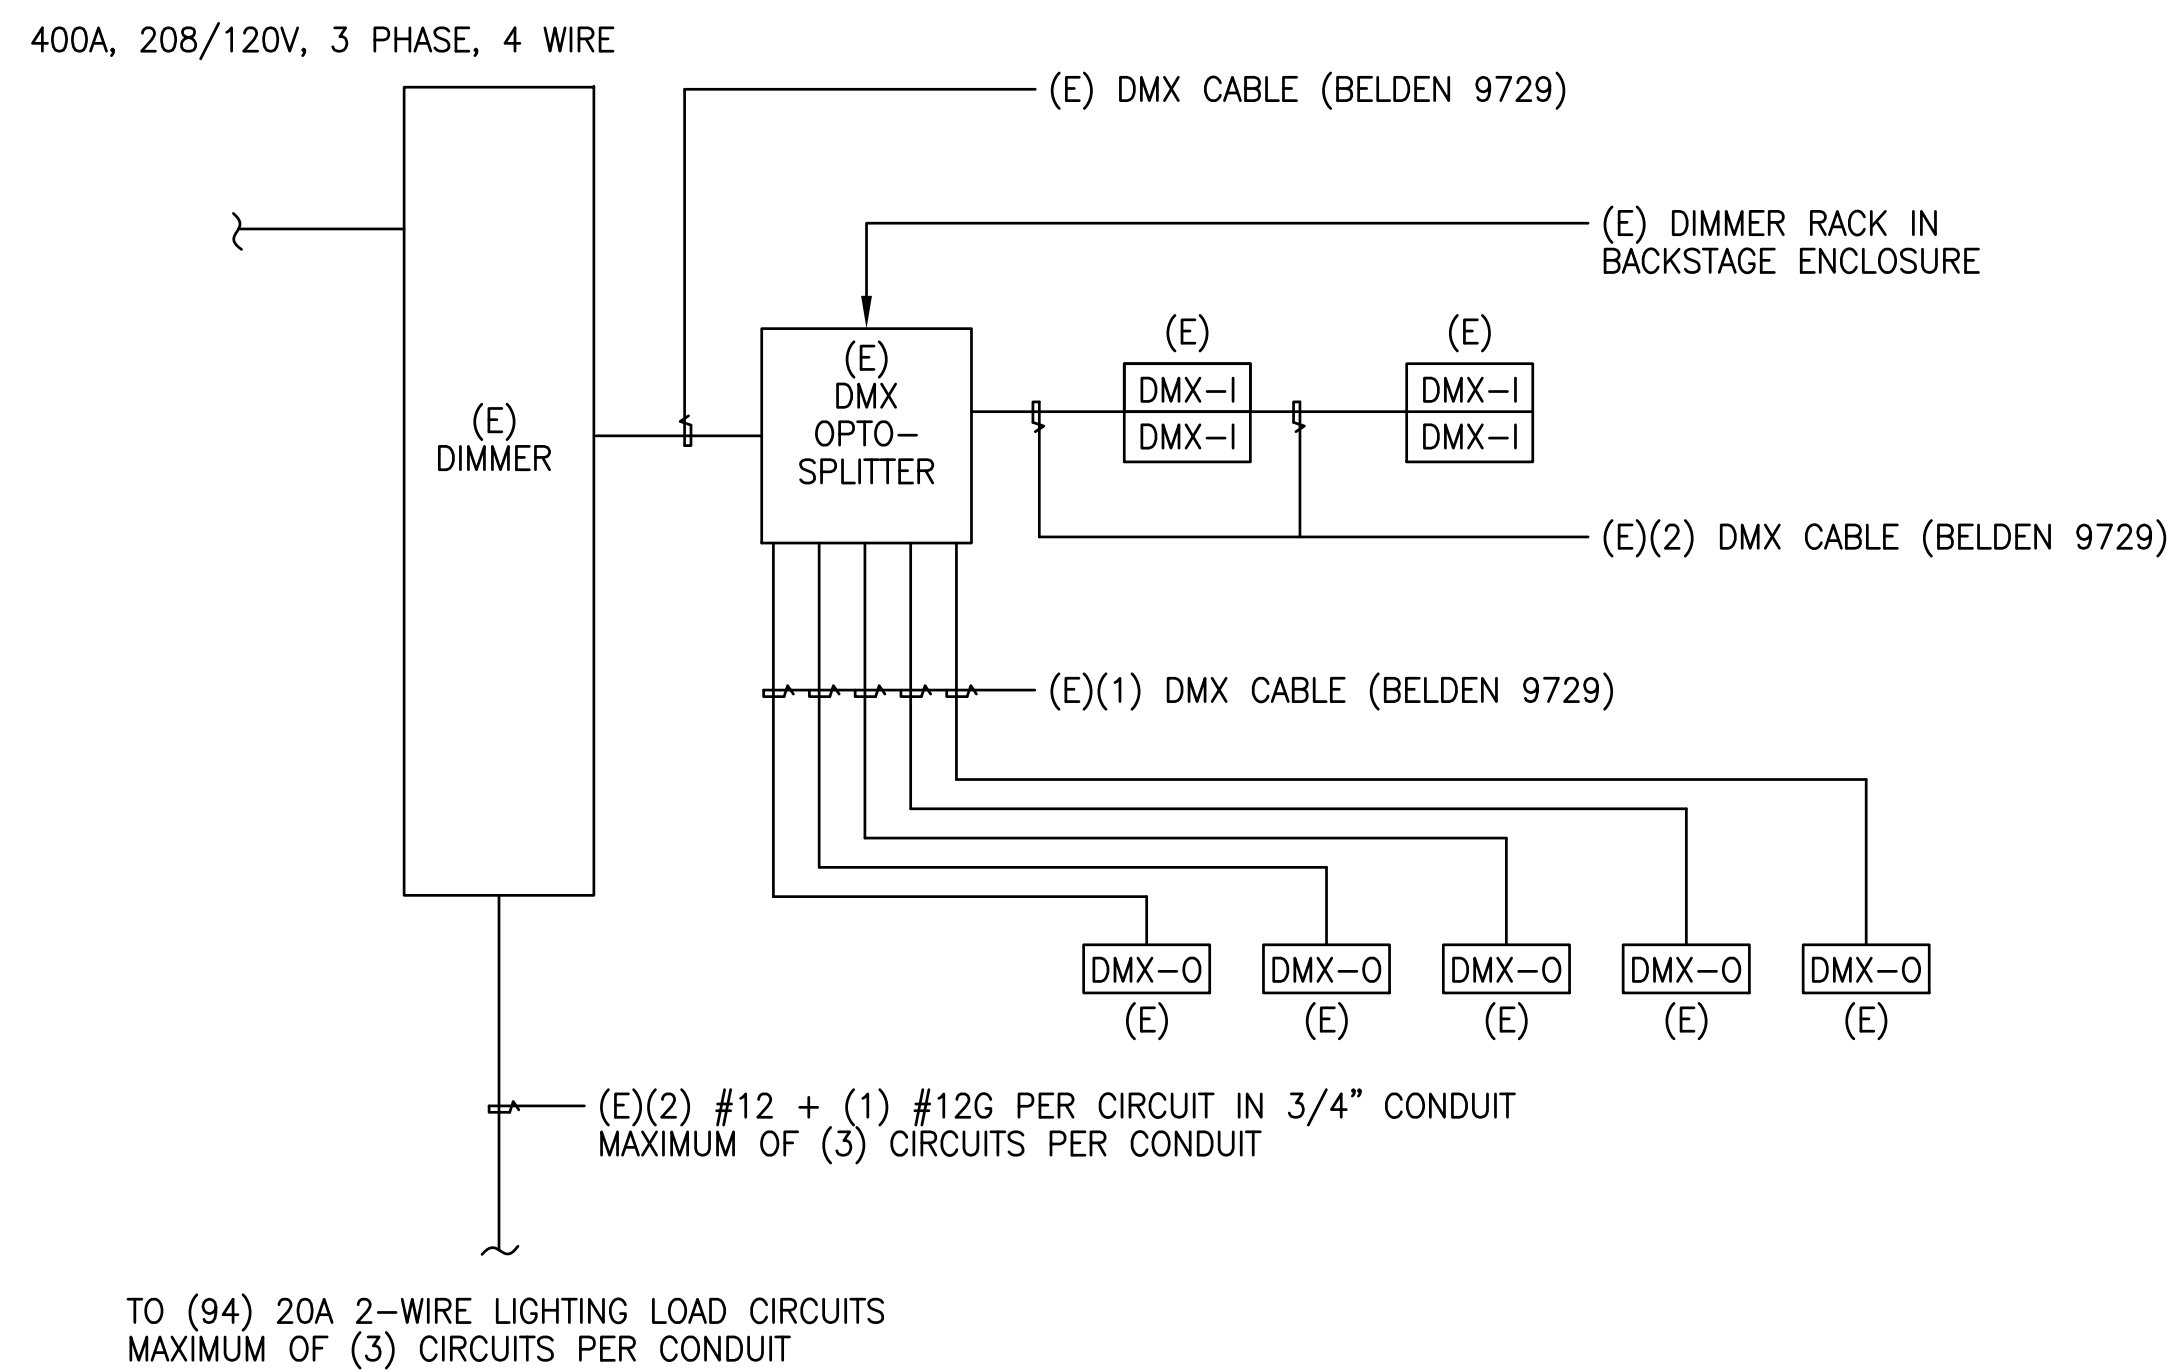 400A, 208/120V, 3 PHASE, 4 WIRE
(E) DMX CABLE (BELDEN 9729)
(E) DIMMER RACK IN
BACKSTAGE ENCLOSURE
(E)
DIMMER
(E)
DMX
OPTO-
SPLITTER
(E)
DMX-I
DMX-I
(E)
DMX-I
DMX-I
(E)(2) DMX CABLE (BELDEN 9729)
(E)(1) DMX CABLE (BELDEN 9729)
DMX-O
(E)
DMX-O
(E)
DMX-O
(E)
DMX-O
(E)
DMX-O
(E)
(E)(2) #12 + (1) #12G PER CIRCUIT IN 3/4” CONDUIT
MAXIMUM OF (3) CIRCUITS PER CONDUIT
TO (94) 20A 2-WIRE LIGHTING LOAD CIRCUITS
MAXIMUM OF (3) CIRCUITS PER CONDUIT